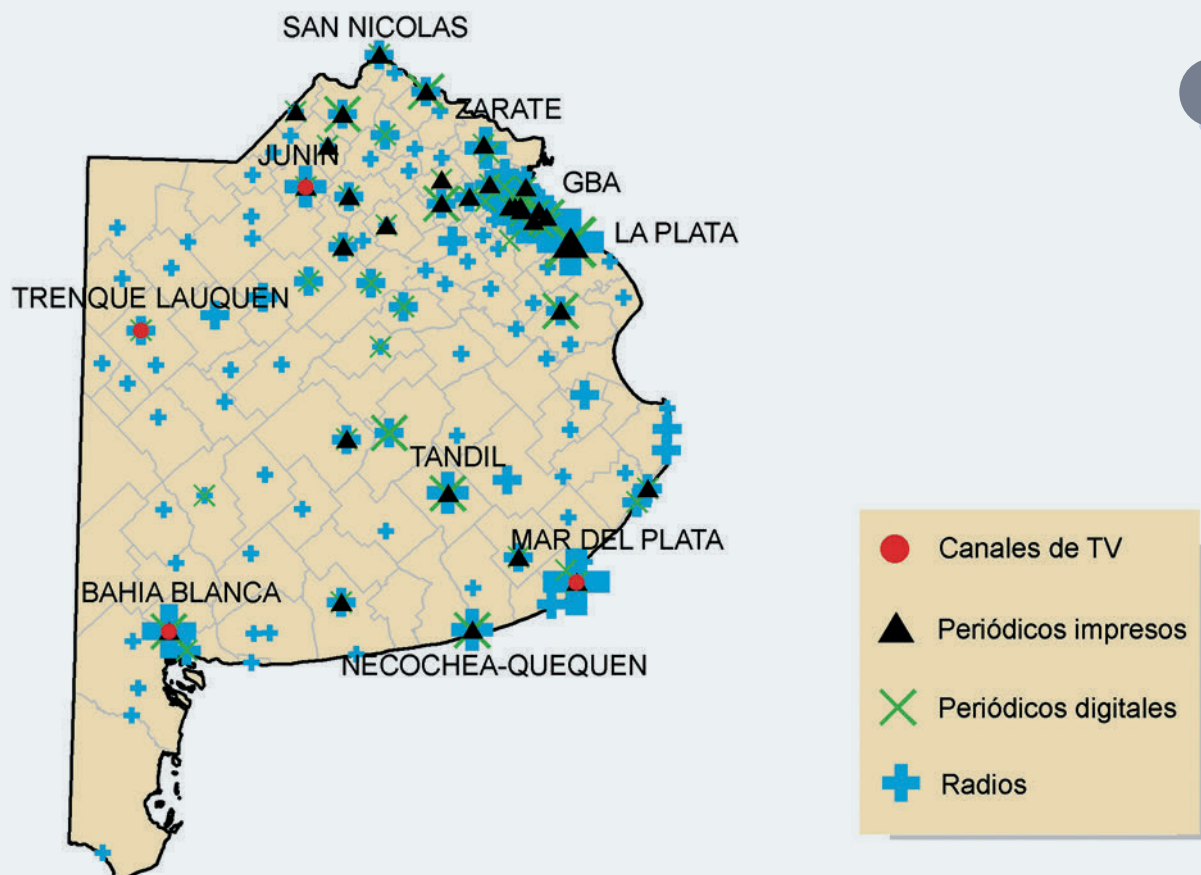 SAN NICOLAS
ZARATE
JUNIN
GBA
LA PLATA
TRENQUE LAUQUEN
TANDIL
MAR DEL PLATA
BAHIA BLANCA
NECOCHEA-QUEQUEN
Canales de TV
Periódicos impresos
Periódicos digitales
Radios